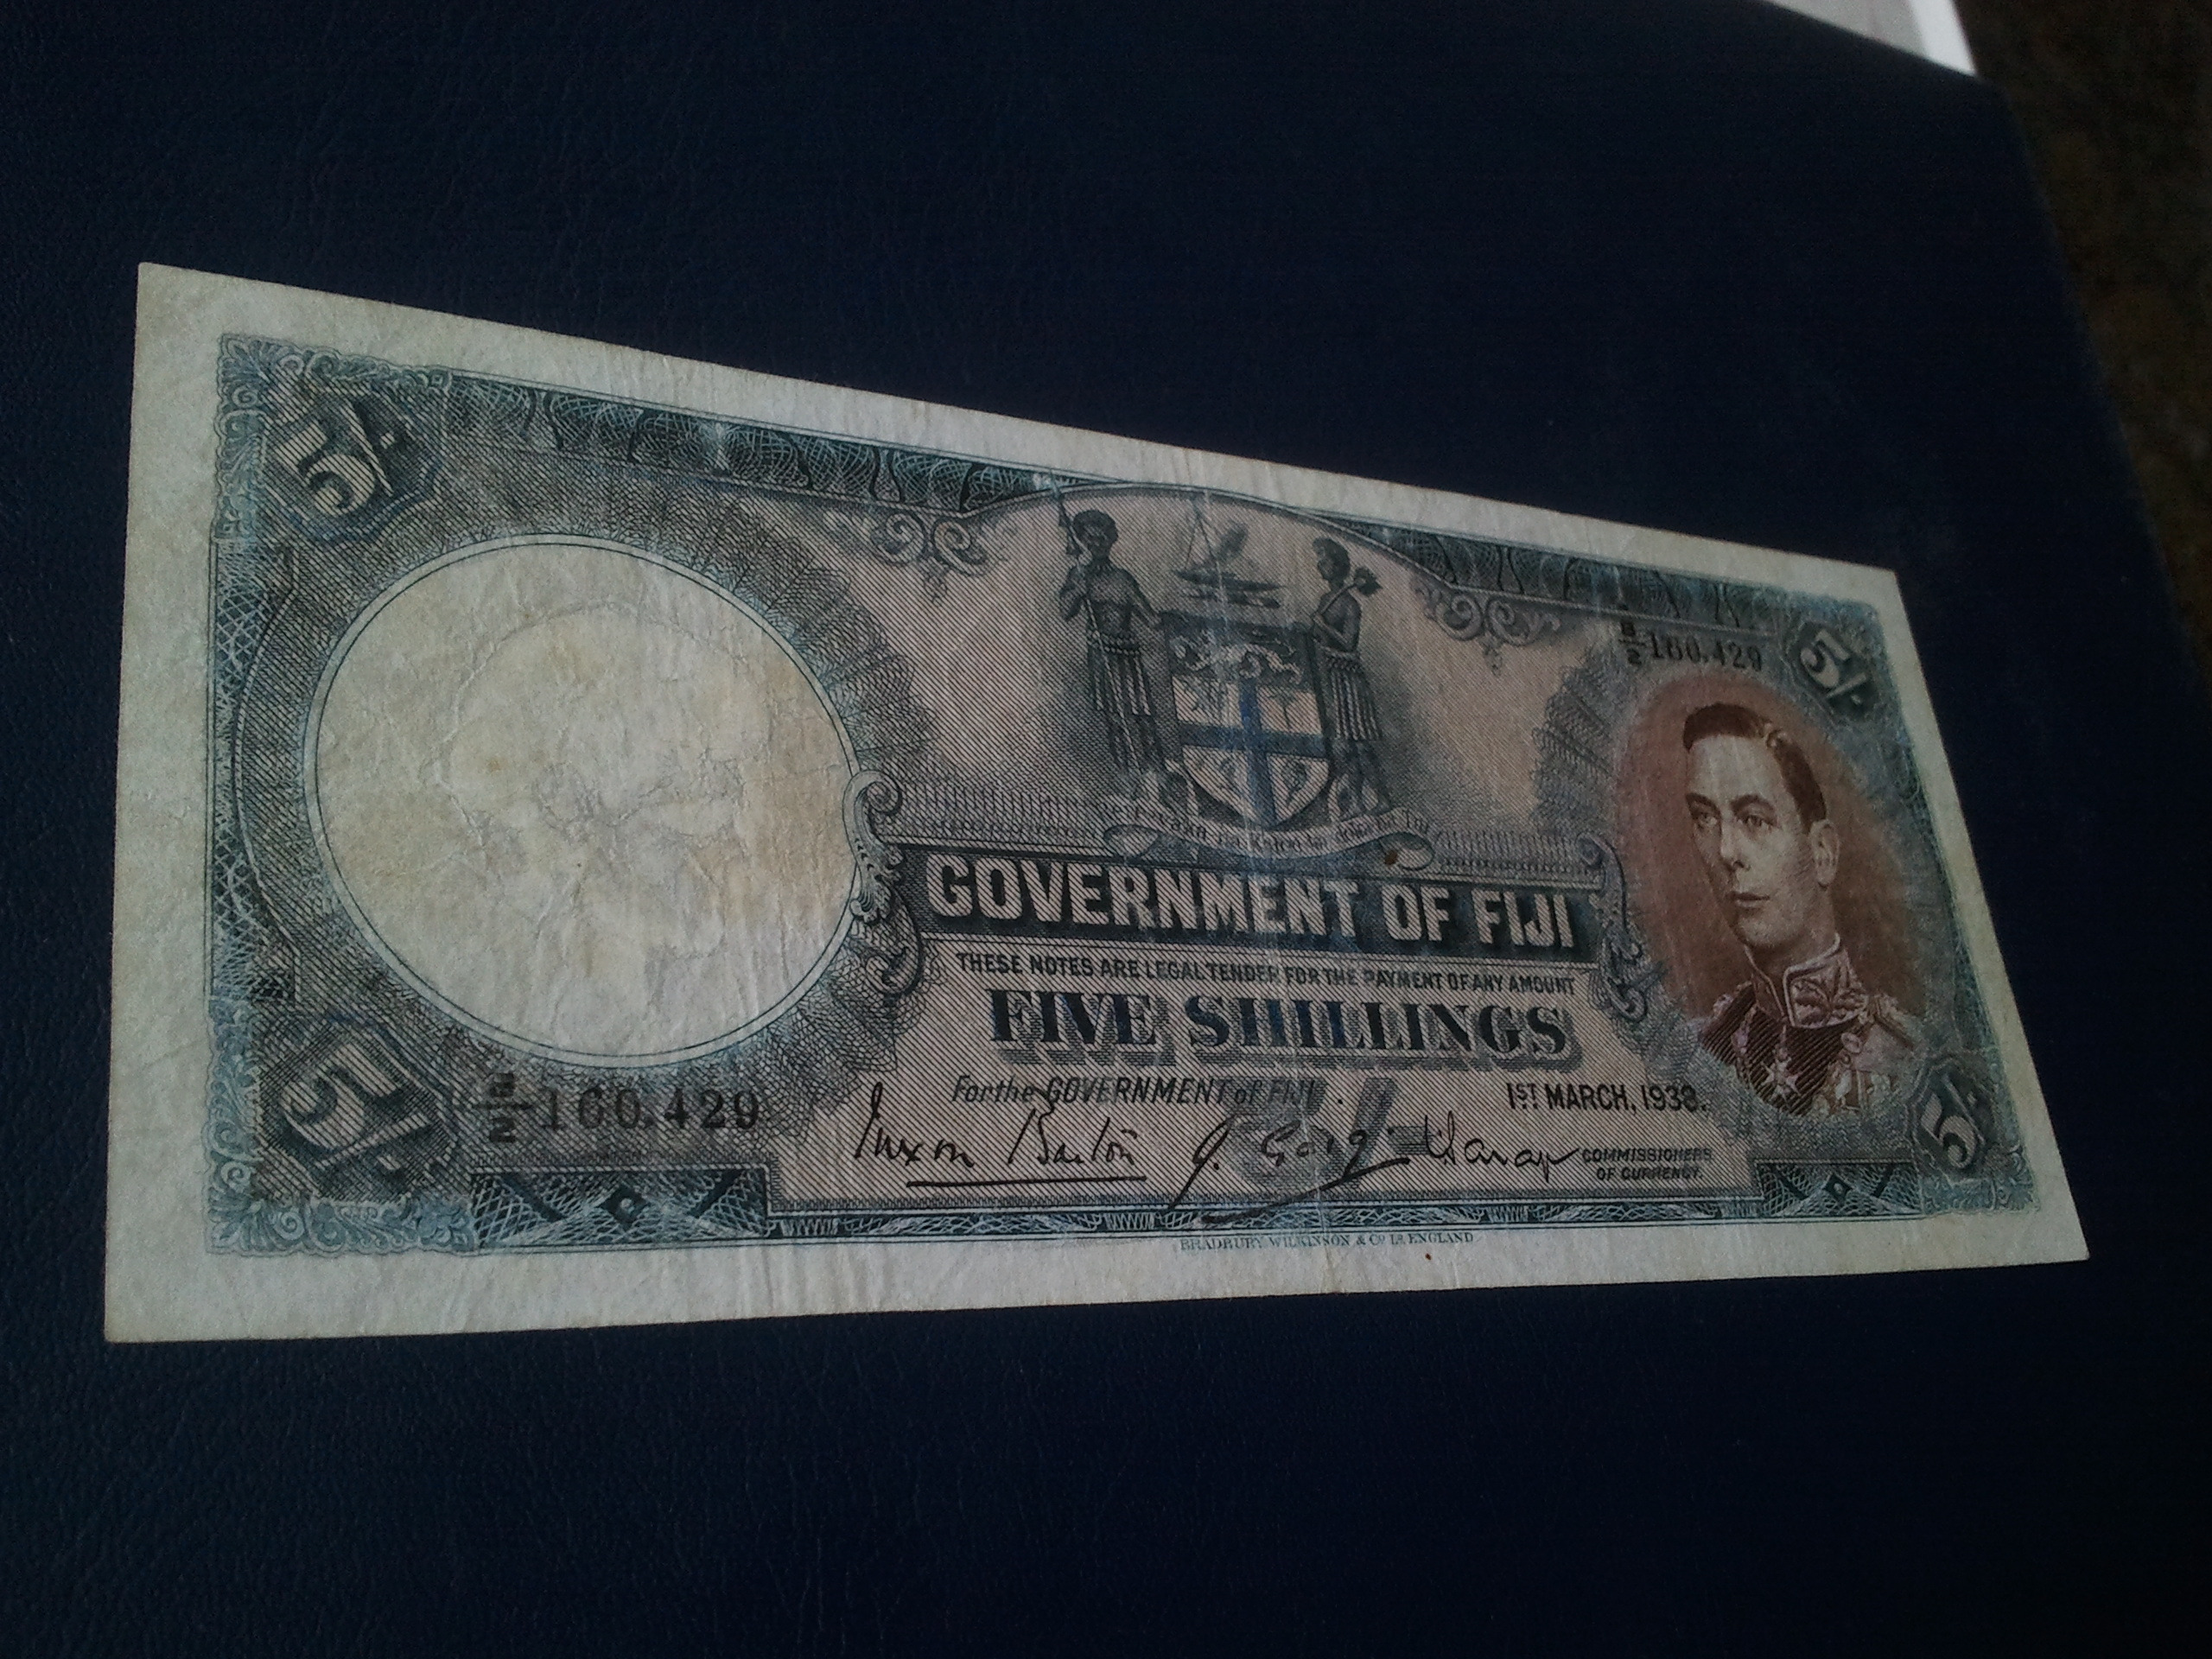 5/-
5/-
B/2 160,429
GOVERNMENT OF FIJI
THESE NOTES ARE LEGAL TENDER FOR THE PAYMENT OF ANY AMOUNT
FIVE SHILLINGS
For the GOVERNMENT of FIJI.
1ST MARCH, 1938.
5/-
B/2 160,429
COMMISSIONERS
OF CURRENCY.
5/-
BRADBURY, WILKINSON & Co. Ld. ENGLAND